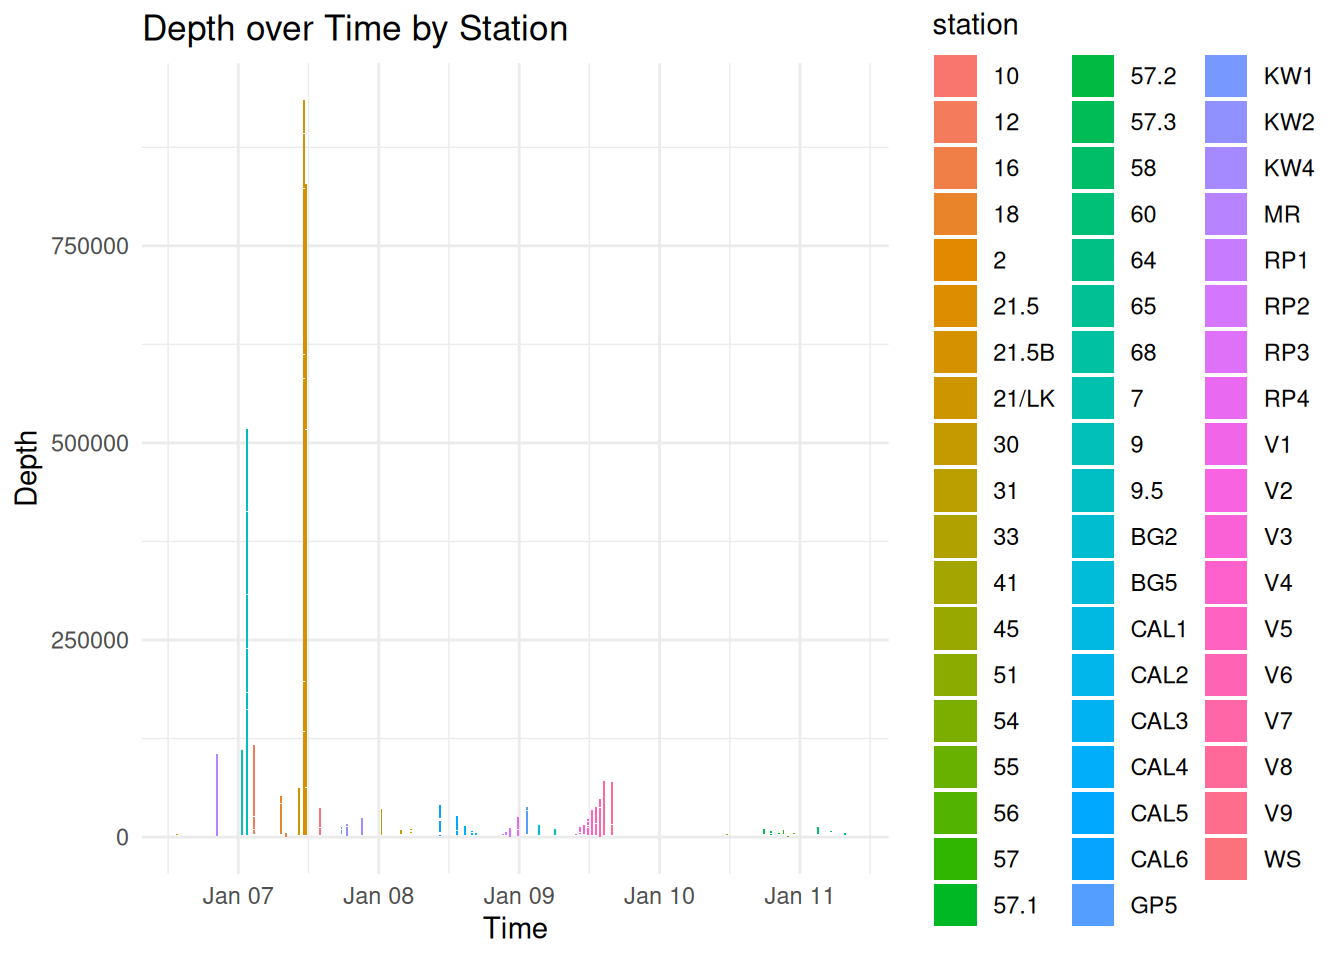 Depth over Time by Station
station
10
12
16
18
2
21.5
21.5B
21/LK
30
31
33
41
45
51
54
55
56
57
57.1
57.2
57.3
58
60
64
65
68
7
9
9.5
BG2
BG5
CAL1
CAL2
CAL3
CAL4
CAL5
CAL6
GP5
KW1
KW2
KW4
MR
RP1
RP2
RP3
RP4
V1
V2
V3
V4
V5
V6
V7
V8
V9
WS
Depth
750000
500000
250000
0
Jan 07 Jan 08 Jan 09 Jan 10 Jan 11
Time